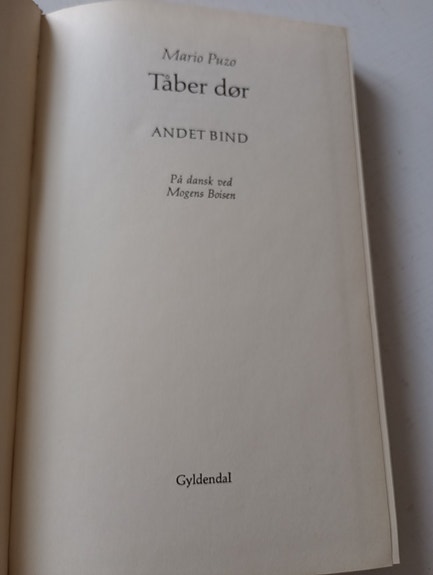 Mario Puzo
Tåber dør
ANDET BIND
På dansk ved
Mogens Boisen
Gyldendal